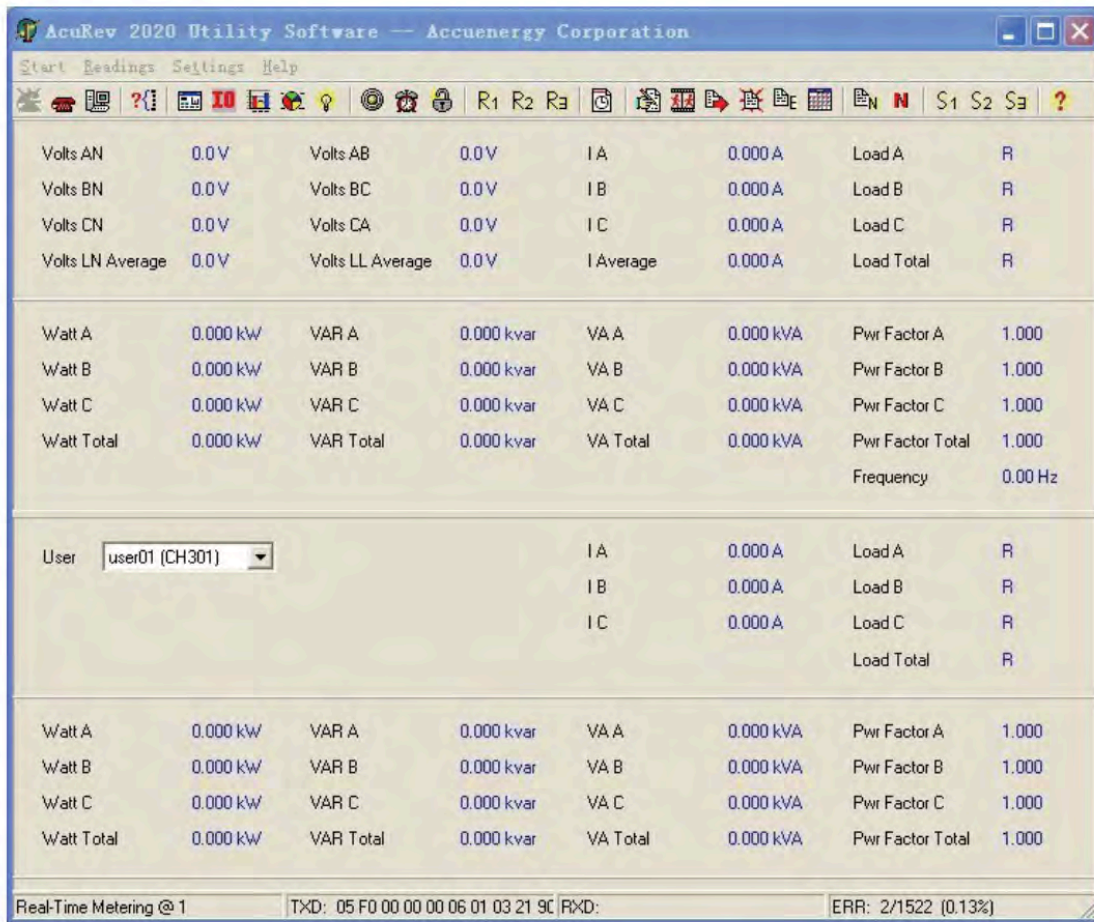 AcuRev 2020 Utility Software -- Accuenergy Corporation
Start Readings Settings Help
?{} IO R1 R2 R3 E N N S1 S2 S3 ?
Volts AN 0.0 V Volts AB 0.0 V I A 0.000 A Load A R
Volts BN 0.0 V Volts BC 0.0 V I B 0.000 A Load B R
Volts CN 0.0 V Volts CA 0.0 V I C 0.000 A Load C R
Volts LN Average 0.0 V Volts LL Average 0.0 V I Average 0.000 A Load Total R
Watt A 0.000 kW VAR A 0.000 kvar VA A 0.000 kVA Pwr Factor A 1.000
Watt B 0.000 kW VAR B 0.000 kvar VA B 0.000 kVA Pwr Factor B 1.000
Watt C 0.000 kW VAR C 0.000 kvar VA C 0.000 kVA Pwr Factor C 1.000
Watt Total 0.000 kW VAR Total 0.000 kvar VA Total 0.000 kVA Pwr Factor Total 1.000
Frequency 0.00 Hz
User user01 (CH301) I A 0.000 A Load A R
I B 0.000 A Load B R
I C 0.000 A Load C R
Load Total R
Watt A 0.000 kW VAR A 0.000 kvar VA A 0.000 kVA Pwr Factor A 1.000
Watt B 0.000 kW VAR B 0.000 kvar VA B 0.000 kVA Pwr Factor B 1.000
Watt C 0.000 kW VAR C 0.000 kvar VA C 0.000 kVA Pwr Factor C 1.000
Watt Total 0.000 kW VAR Total 0.000 kvar VA Total 0.000 kVA Pwr Factor Total 1.000
Real-Time Metering @ 1 TXD: 05 F0 00 00 00 06 01 03 21 90 RXD: ERR: 2/1522 (0.13%)